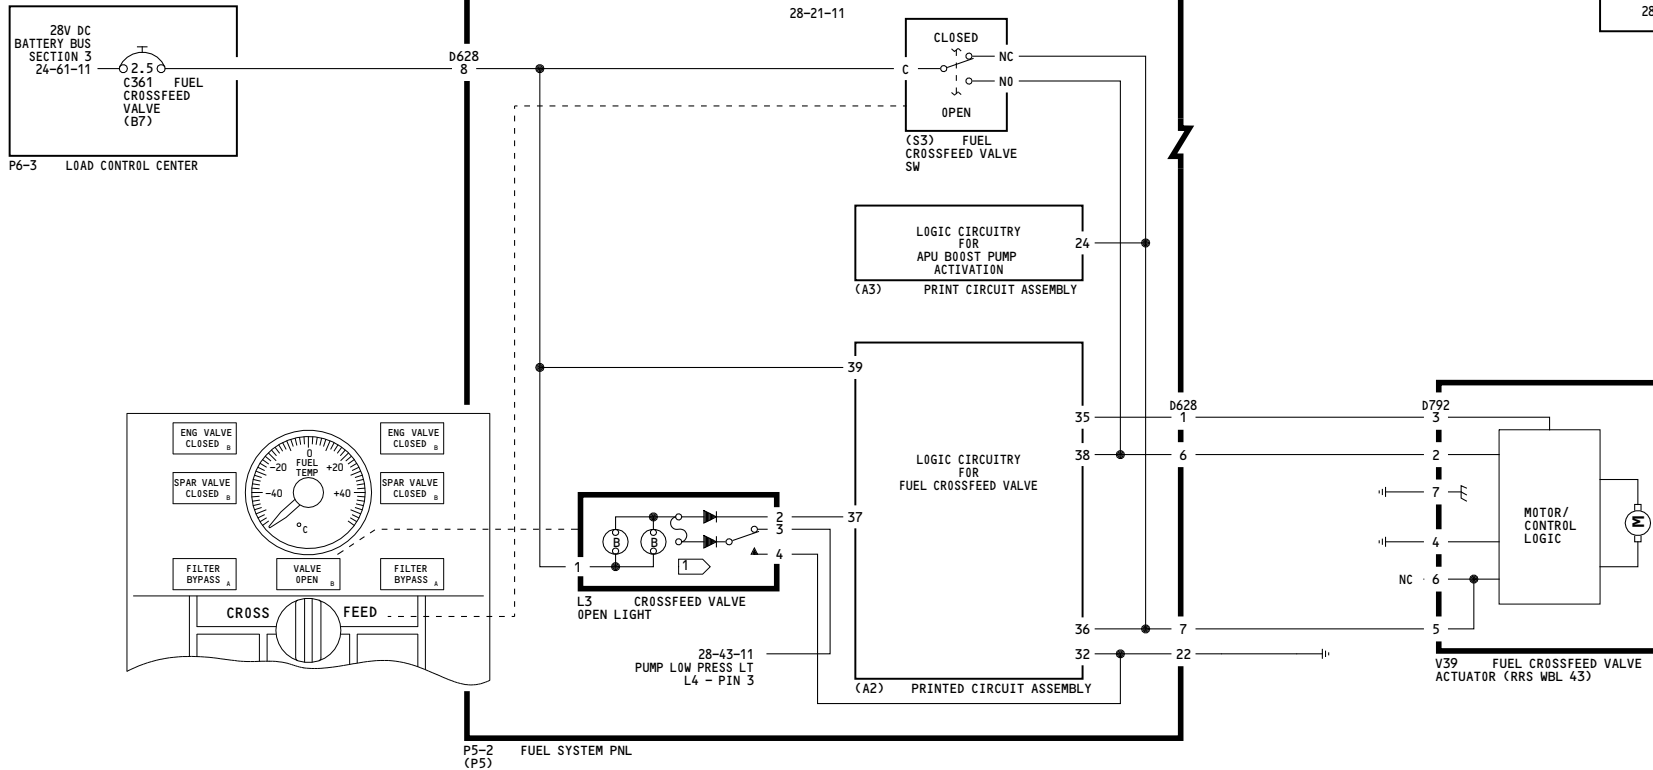 28-21-11
28
28V DC
BATTERY BUS
SECTION 3
24-61-11
2.5
C361 FUEL
CROSSFEED
VALVE
(B7)
P6-3 LOAD CONTROL CENTER
D628
8
CLOSED
C
NC
NO
OPEN
(S3) FUEL
CROSSFEED VALVE
SW
LOGIC CIRCUITRY
FOR
APU BOOST PUMP
ACTIVATION
24
(A3) PRINT CIRCUIT ASSEMBLY
39
37
LOGIC CIRCUITRY
FOR
FUEL CROSSFEED VALVE
35
38
36
32
(A2) PRINTED CIRCUIT ASSEMBLY
D628
1
6
7
22
D792
3
2
7
4
NC 6
5
MOTOR/
CONTROL
LOGIC
M
V39 FUEL CROSSFEED VALVE
ACTUATOR (RRS WBL 43)
ENG VALVE
CLOSED B
ENG VALVE
CLOSED B
SPAR VALVE
CLOSED B
SPAR VALVE
CLOSED B
0
-20 FUEL +20
TEMP
-40 +40
°C
FILTER
BYPASS A
VALVE
OPEN B
FILTER
BYPASS A
CROSS FEED
1
B
B
1
2
3
4
L3 CROSSFEED VALVE
OPEN LIGHT
28-43-11
PUMP LOW PRESS LT
L4 - PIN 3
P5-2 FUEL SYSTEM PNL
(P5)